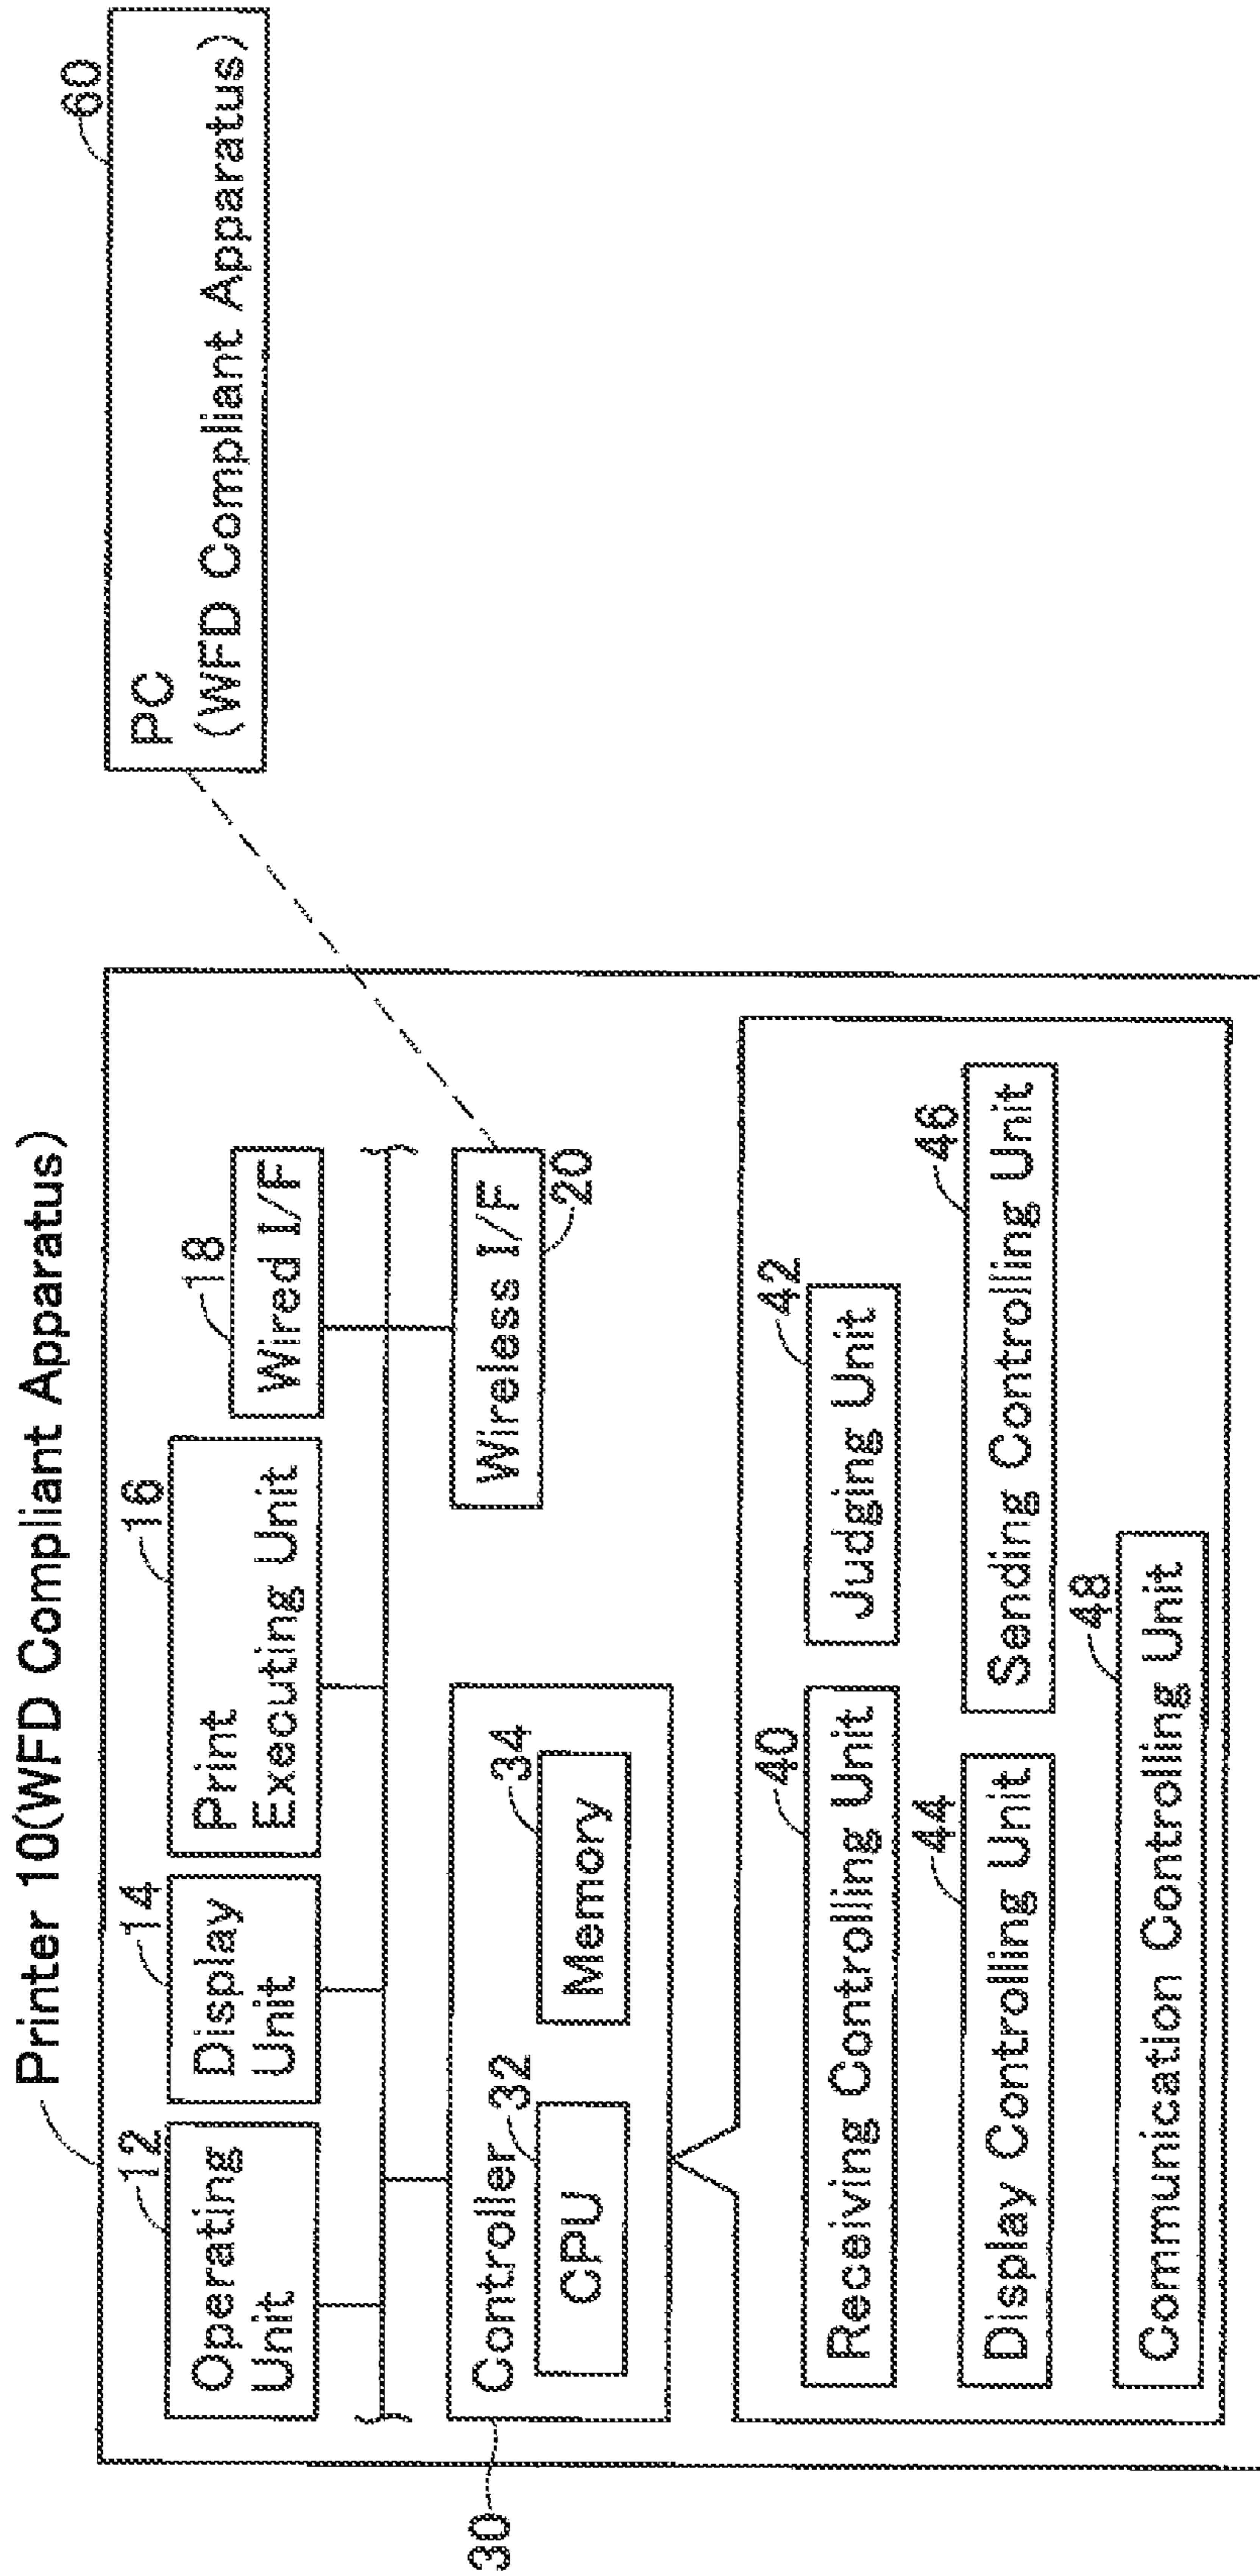 Printer 10(WFD Compliant Apparatus)
12
Operating
Unit
14
Display
Unit
16
Print
Executing Unit
18
Wired I/F
60
PC
(WFD Compliant Apparatus)
30
Controller
32
CPU
34
Memory
Wireless I/F
20
40
Receiving Controlling Unit
42
Judging Unit
44
Display Controlling Unit
46
Sending Controlling Unit
48
Communication Controlling Unit